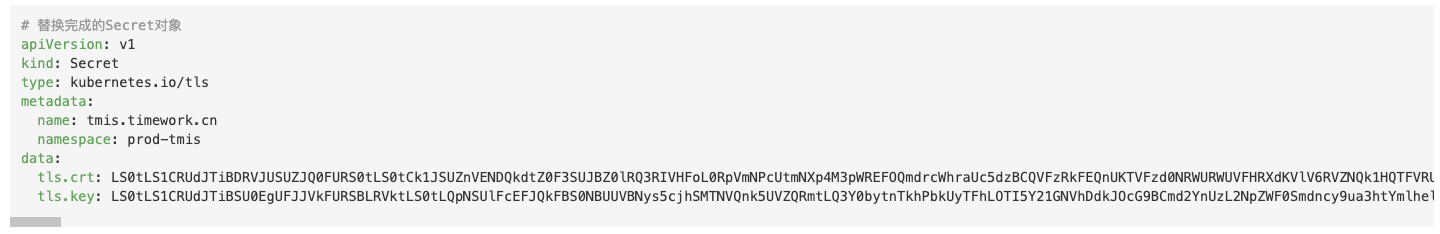 # 替换完成的Secret对象
apiVersion: v1
kind: Secret
type: kubernetes.io/tls
metadata:
  name: tmis.timework.cn
  namespace: prod-tmis
data:
  tls.crt: LS0tLS1CRUdJTiBDRVJUSUZJQ0FURS0tLS0tCk1JSUZnVENDQkdtZ0F3SUJBZ0lRQ3RIVHFoL0RpVmNPcUtmNXp4M3pWREFOQmdrcWhraUc5dzBCQVFzRkFEQnUKTVFzd0NRWURWUVFHRXdKVlV6RVZNQk1HQTFVRU
  tls.key: LS0tLS1CRUdJTiBSU0EgUFJJVkFURSBLRVktLS0tLQpNSUlFcEFJQkFBS0NBUUVBNys5cjhSMTNVQnk5UVZQRmtLQ3Y0bytnTkhPbkUyTFhLOTI5Y21GNVhDdkJOcG9BCmd2YnUzL2NpZWF0Smdncy9ua3htYmlhel